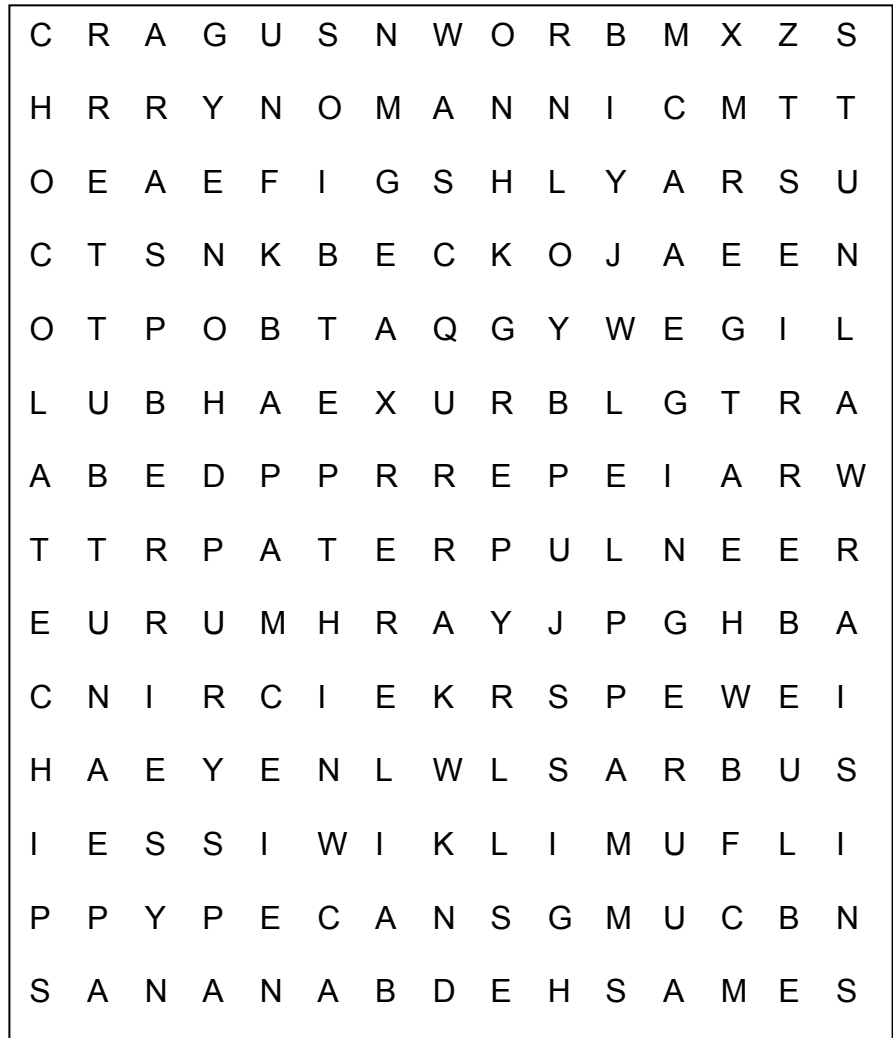 C R A G U S N W O R B M X Z S
H R R Y N O M A N N I C M T T
O E A E F I G S H L Y A R S U
C T S N K B E C K O J A E E N
O T P O B T A Q G Y W E G I L
L U B H A E X U R B L G T R A
A B E D P P R R E P E I A R W
T T R P A T E R P U L N E E R
E U R U M H R A Y J P G H B A
C N I R C I E K R S P E W E I
H A E Y E N L W L S A R B U S
I E S S I W I K L I M U F L I
P P Y P E C A N S G M U C B N
S A N A N A B D E H S A M E S